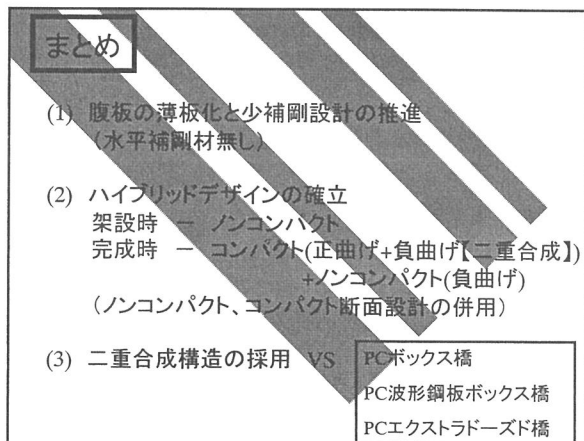 まとめ
(1) 腹板の薄板化と少補剛設計の推進
(水平補剛材無し)
(2) ハイブリッドデザインの確立
架設時 － ノンコンパクト
完成時 － コンパクト(正曲げ+負曲げ【二重合成】)
+ノンコンパクト(負曲げ)
(ノンコンパクト、コンパクト断面設計の併用)
(3) 二重合成構造の採用 VS
PCボックス橋
PC波形鋼板ボックス橋
PCエクストラドーズド橋